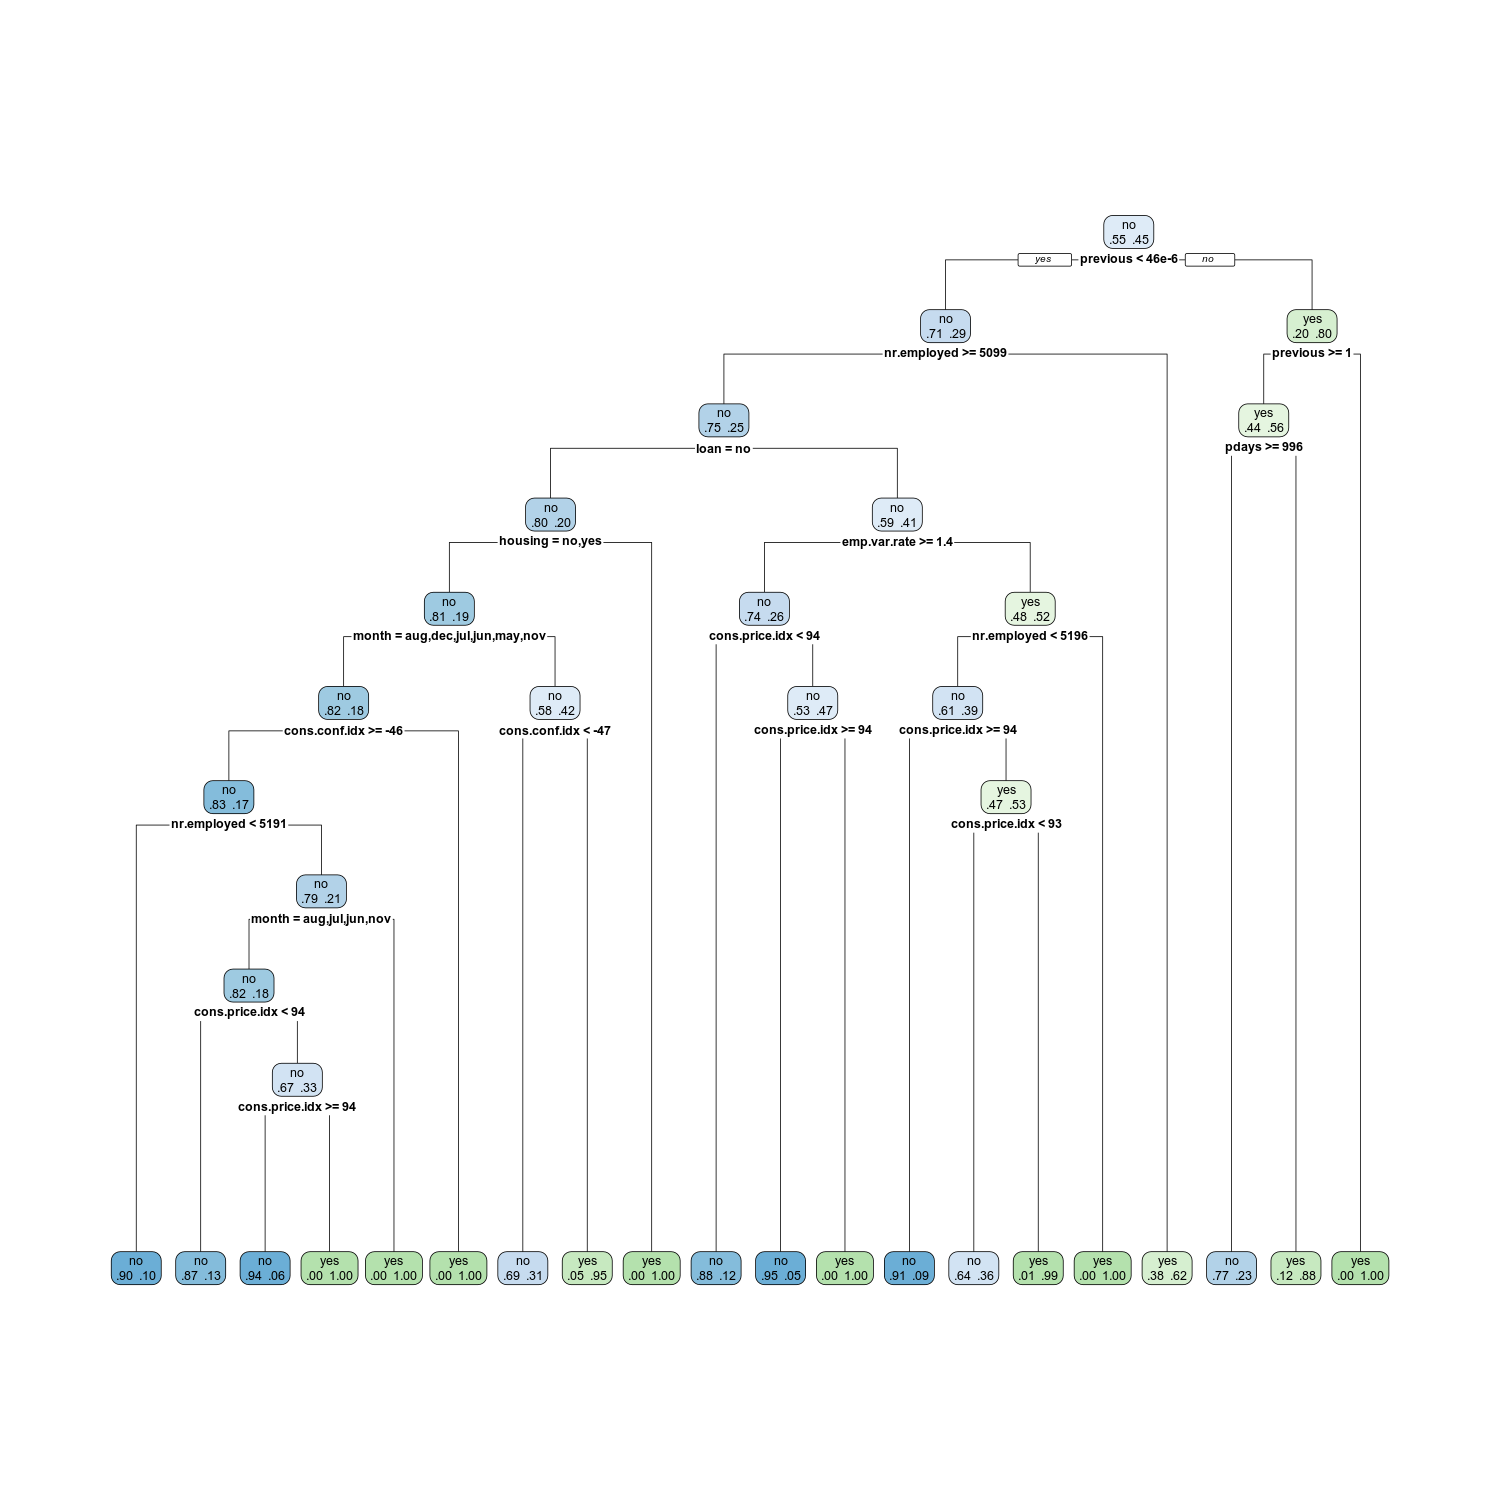 no
.55 .45
yes previous < 46e-6 no
no yes
.71 .29 .20 .80
nr.employed >= 5099 previous >= 1
no yes
.75 .25 .44 .56
loan = no pdays >= 996
no no
.80 .20 .59 .41
housing = no,yes emp.var.rate >= 1.4
no no yes
.81 .19 .74 .26 .48 .52
month = aug,dec,jul,jun,may,nov cons.price.idx < 94 nr.employed < 5196
no no no no
.82 .18 .58 .42 .53 .47 .61 .39
cons.conf.idx >= -46 cons.conf.idx < -47 cons.price.idx >= 94 cons.price.idx >= 94
no yes
.83 .17 .47 .53
nr.employed < 5191 cons.price.idx < 93
no
.79 .21
month = aug,jul,jun,nov
no
.82 .18
cons.price.idx < 94
no
.67 .33
cons.price.idx >= 94
no no no yes yes yes no yes yes no no yes no no yes yes yes no yes yes
.90 .10 .87 .13 .94 .06 .00 1.00 .00 1.00 .00 1.00 .69 .31 .05 .95 .00 1.00 .88 .12 .95 .05 .00 1.00 .91 .09 .64 .36 .01 .99 .00 1.00 .38 .62 .77 .23 .12 .88 .00 1.00